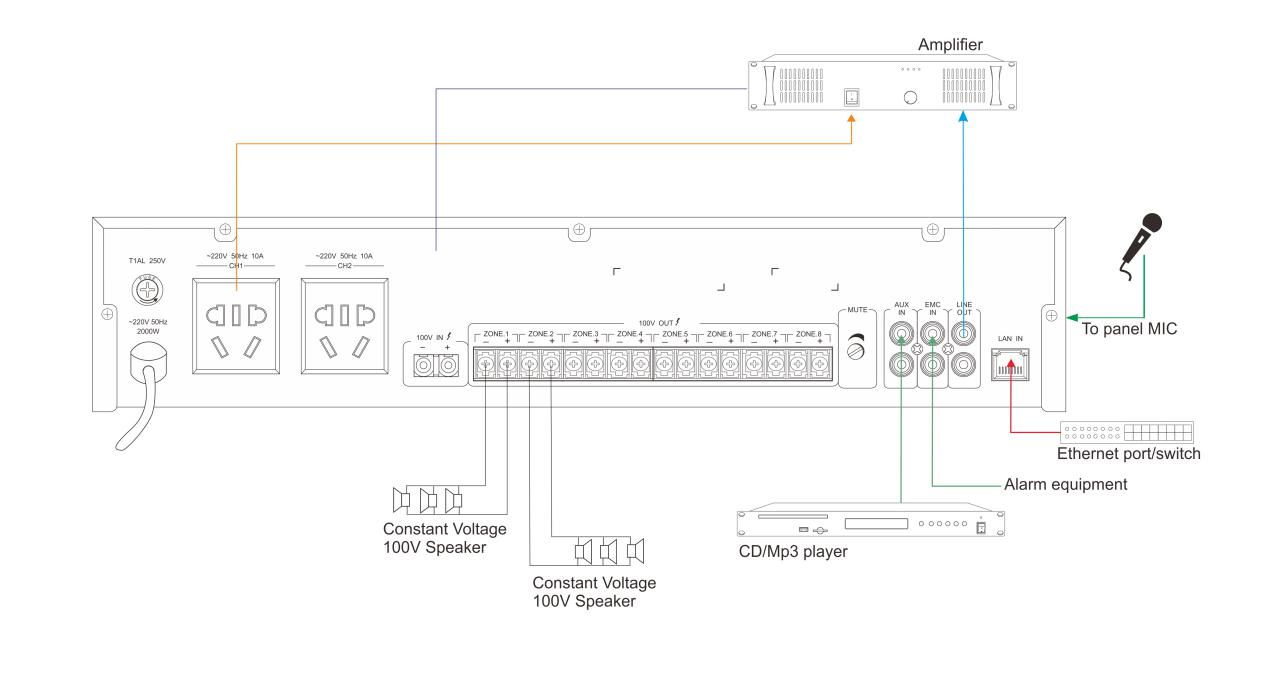 Amplifier
T1AL 250V
FUSE
~220V 50Hz
2000W
~220V 50Hz 10A
CH1
~220V 50Hz 10A
CH2
100V IN
− +
100V OUT
ZONE.1 ZONE.2 ZONE.3 ZONE.4 ZONE.5 ZONE.6 ZONE.7 ZONE.8
− + − + − + − + − + − + − + − +
MUTE
AUX
IN
EMC
IN
LINE
OUT
LAN IN
To panel MIC
Ethernet port/switch
Alarm equipment
CD/Mp3 player
Constant Voltage
100V Speaker
Constant Voltage
100V Speaker